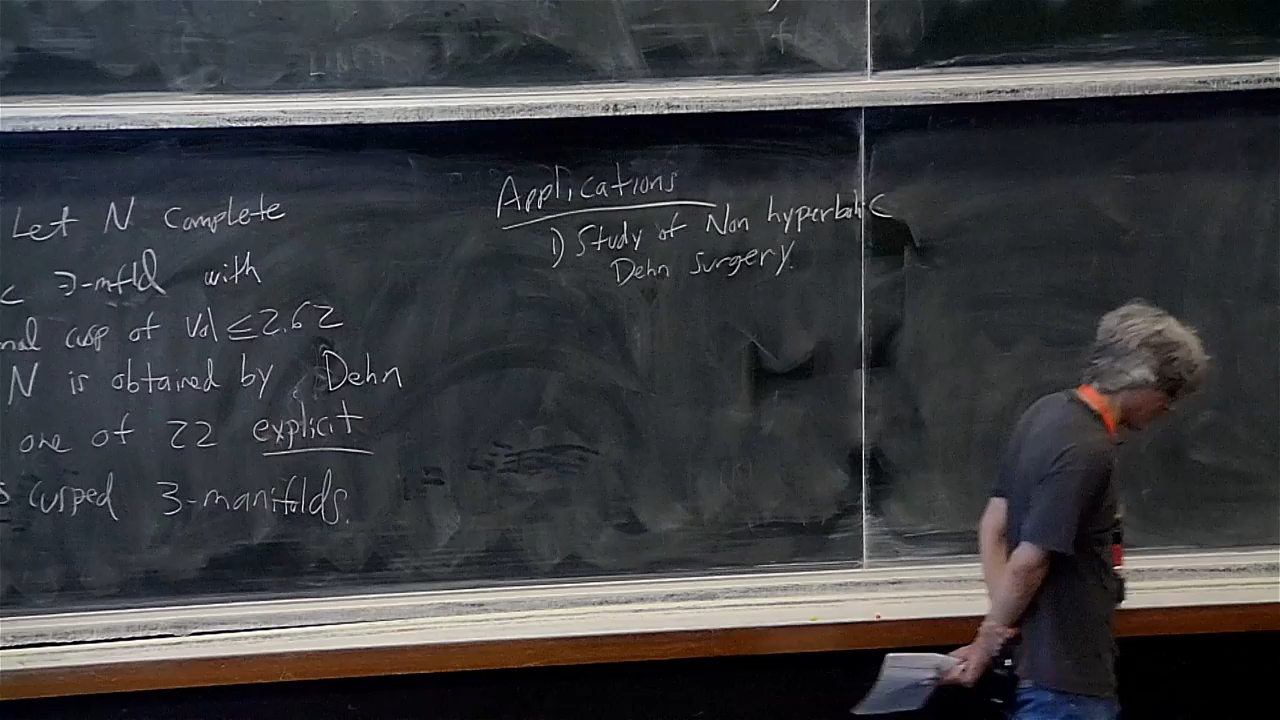 Let N Complete
c 3-mfld with
nal cusp of Vol ≤ 2.62
N is obtained by Dehn
one of 22 explicit
s cusped 3-manifolds.
Applications
1) Study of Non hyperbolic
Dehn surgery.